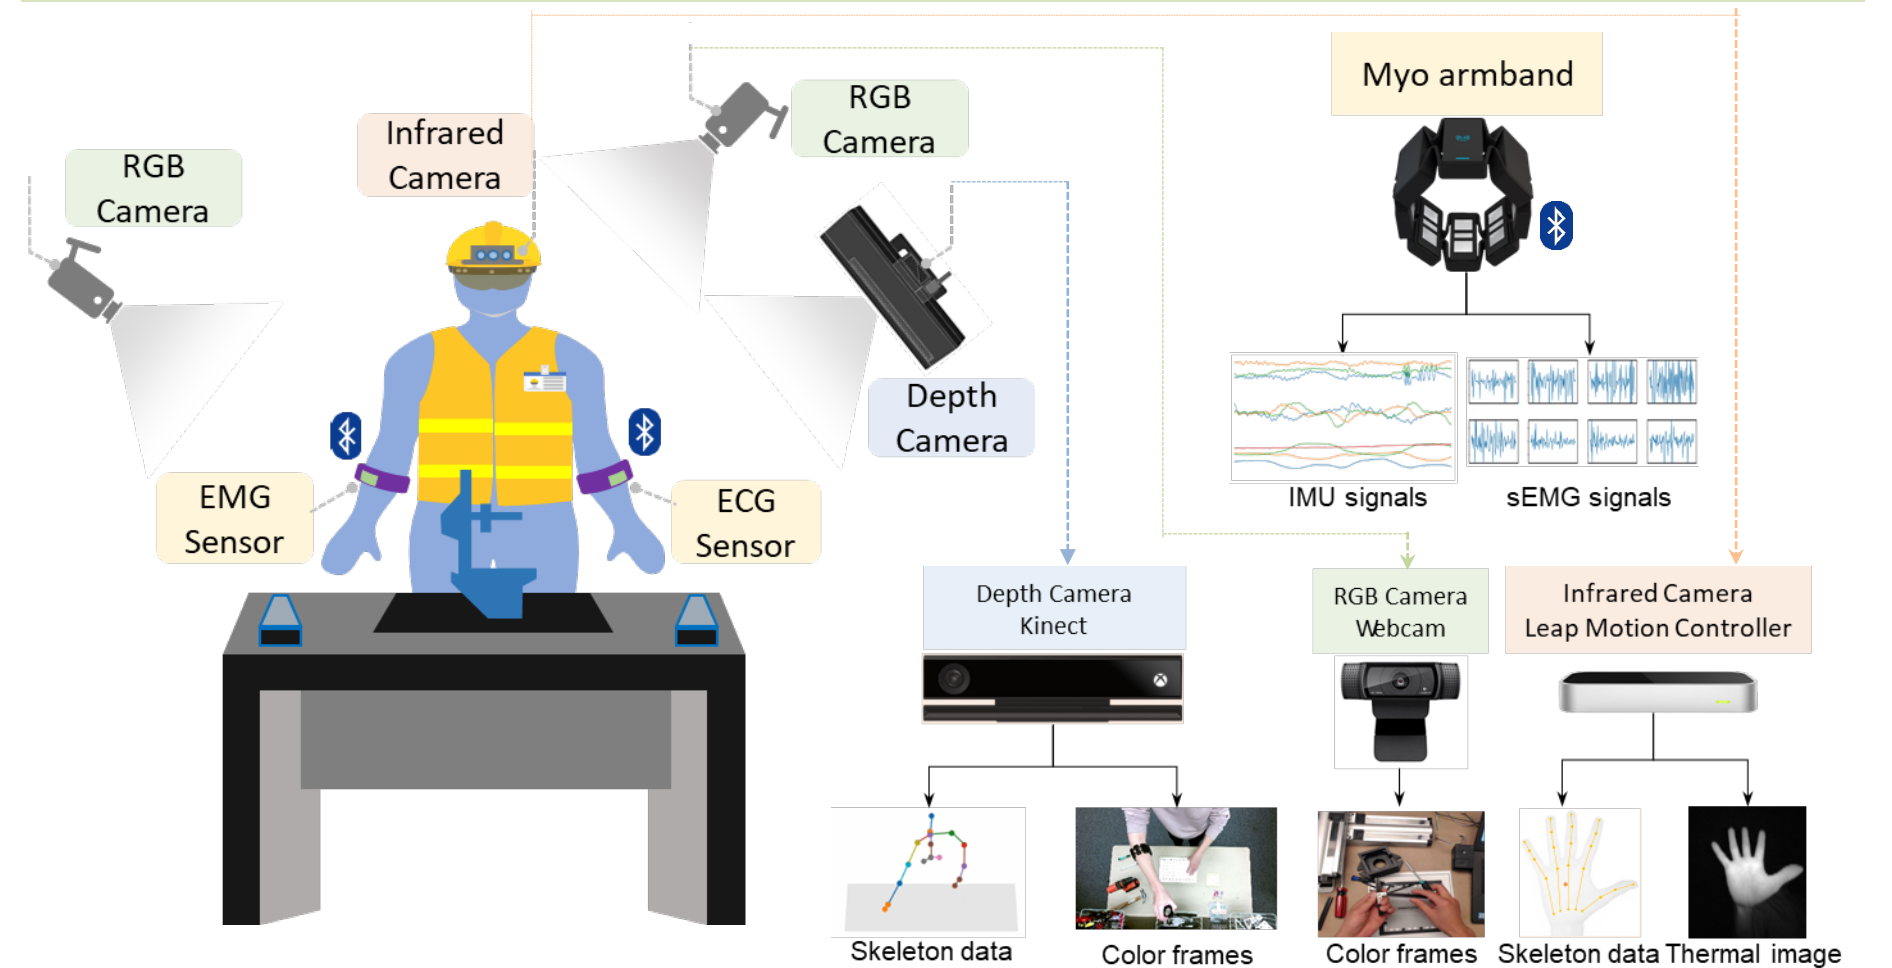 RGB
Camera
Infrared
Camera
RGB
Camera
Depth
Camera
EMG
Sensor
ECG
Sensor
Myo armband
IMU signals
sEMG signals
Depth Camera
Kinect
RGB Camera
Webcam
Infrared Camera
Leap Motion Controller
Skeleton data
Color frames
Color frames
Skeleton data
Thermal image